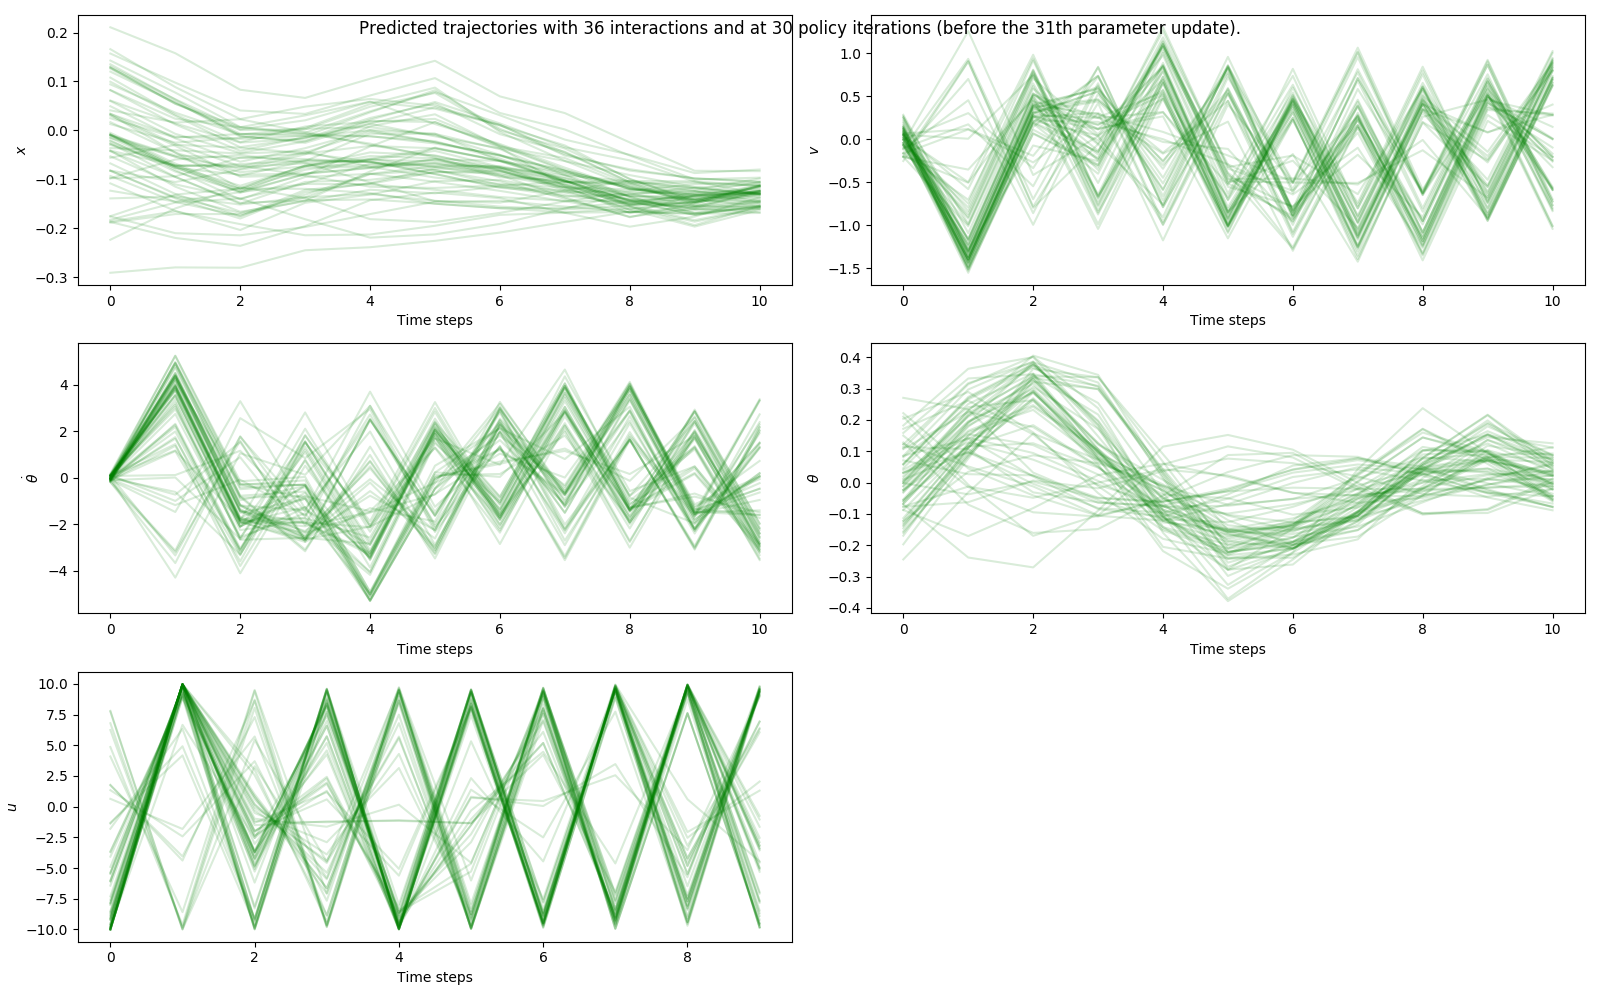 Predicted trajectories with 36 interactions and at 30 policy iterations (before the 31th parameter update).
0.2
0.1
0.0
−0.1
−0.2
−0.3
x
0 2 4 6 8 10
Time steps
1.0
0.5
0.0
−0.5
−1.0
−1.5
v
0 2 4 6 8 10
Time steps
4
2
0
−2
−4
θ̇
0 2 4 6 8 10
Time steps
0.4
0.3
0.2
0.1
0.0
−0.1
−0.2
−0.3
−0.4
θ
0 2 4 6 8 10
Time steps
10.0
7.5
5.0
2.5
0.0
−2.5
−5.0
−7.5
−10.0
u
0 2 4 6 8
Time steps